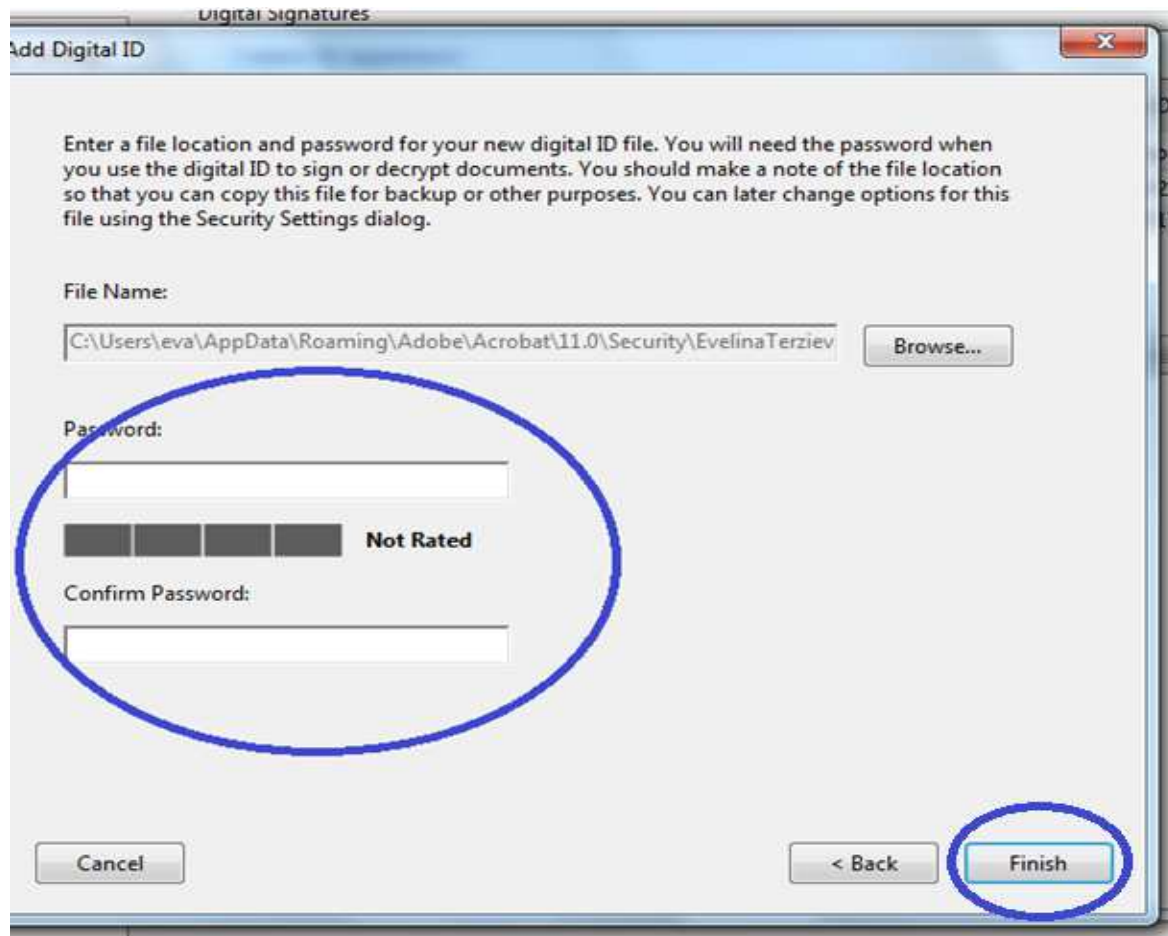 Digital Signatures
Add Digital ID
Enter a file location and password for your new digital ID file. You will need the password when
you use the digital ID to sign or decrypt documents. You should make a note of the file location
so that you can copy this file for backup or other purposes. You can later change options for this
file using the Security Settings dialog.
File Name:
C:\Users\eva\AppData\Roaming\Adobe\Acrobat\11.0\Security\EvelinaTerziev
Browse...
Password:
Not Rated
Confirm Password:
Cancel
< Back
Finish